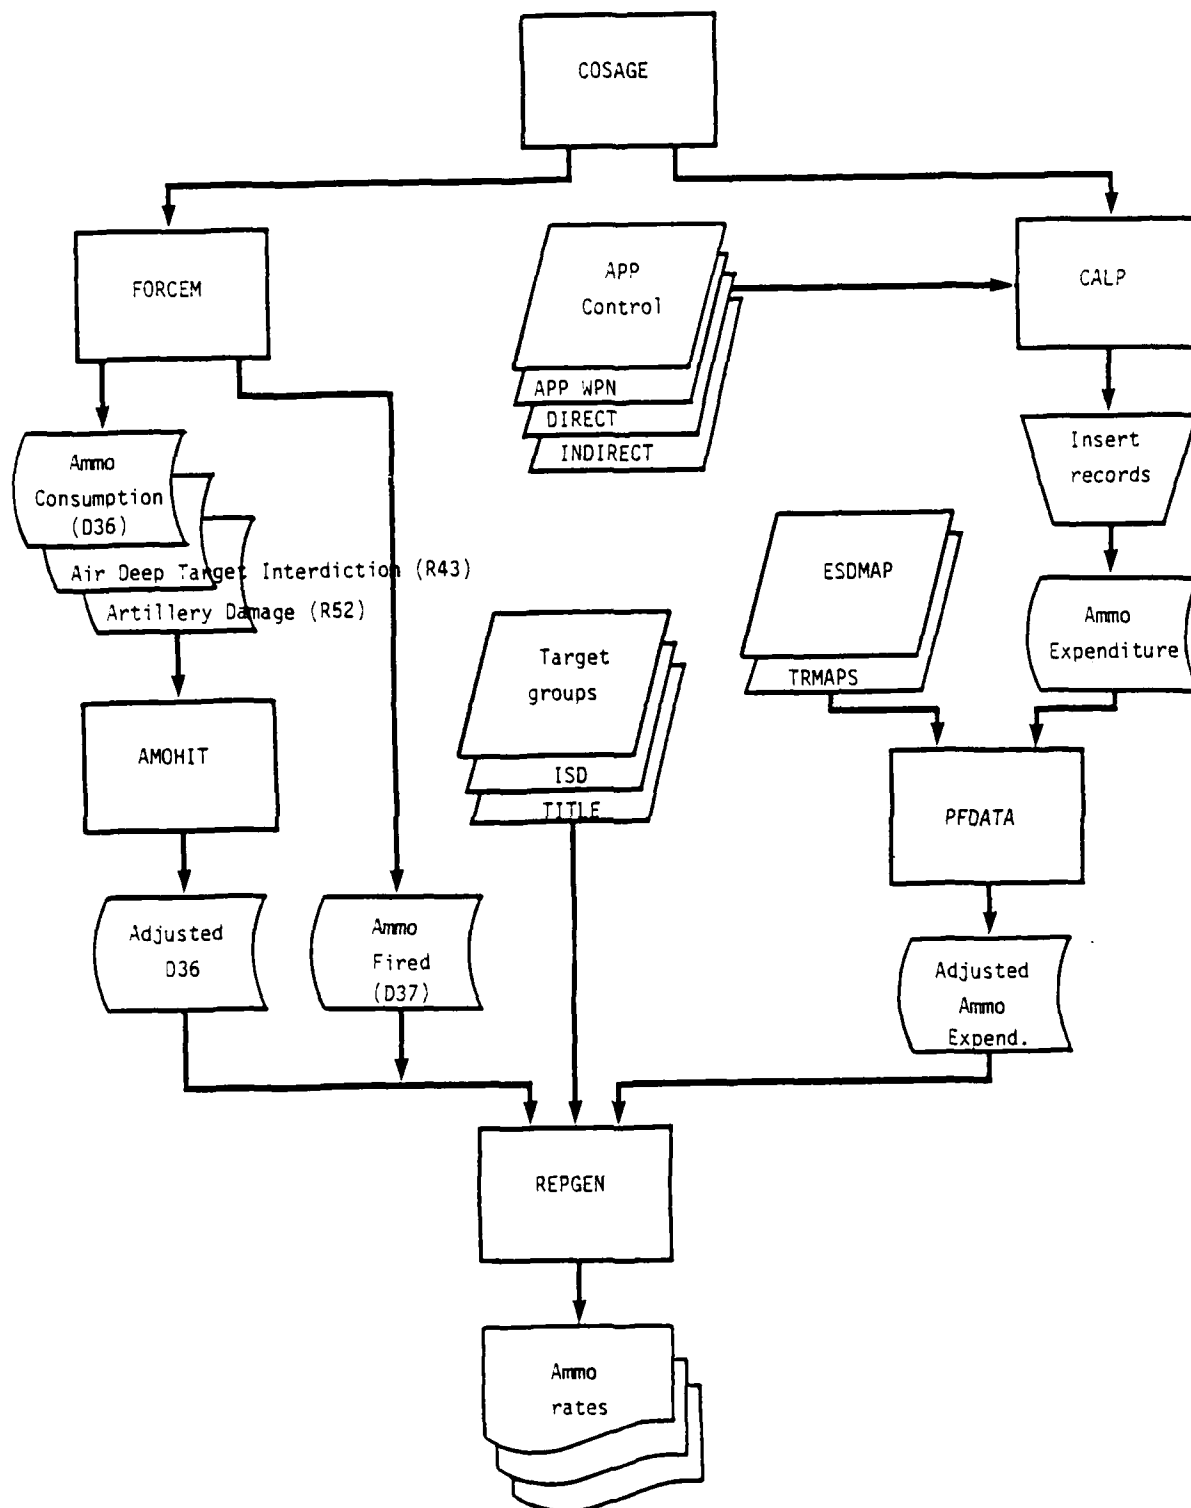 COSAGE
FORCEM
APP
Control
APP WPN
DIRECT
INDIRECT
CALP
Insert
records
Ammo
Consumption
(D36)
Air Deep Target Interdiction (R43)
Artillery Damage (R52)
ESDMAP
TRMAPS
Ammo
Expenditure
Target
groups
ISD
TITLE
AMOHIT
PFDATA
Adjusted
D36
Ammo
Fired
(D37)
Adjusted
Ammo
Expend.
REPGEN
Ammo
rates